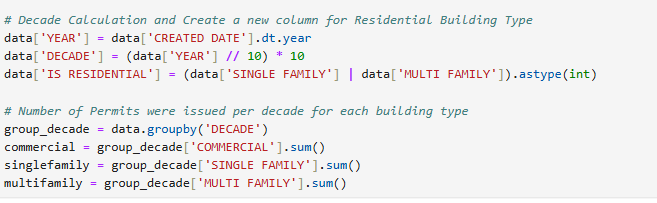 # Decade Calculation and Create a new column for Residential Building Type
data['YEAR'] = data['CREATED DATE'].dt.year
data['DECADE'] = (data['YEAR'] // 10) * 10
data['IS RESIDENTIAL'] = (data['SINGLE FAMILY'] | data['MULTI FAMILY']).astype(int)

# Number of Permits were issued per decade for each building type
group_decade = data.groupby('DECADE')
commercial = group_decade['COMMERCIAL'].sum()
singlefamily = group_decade['SINGLE FAMILY'].sum()
multifamily = group_decade['MULTI FAMILY'].sum()